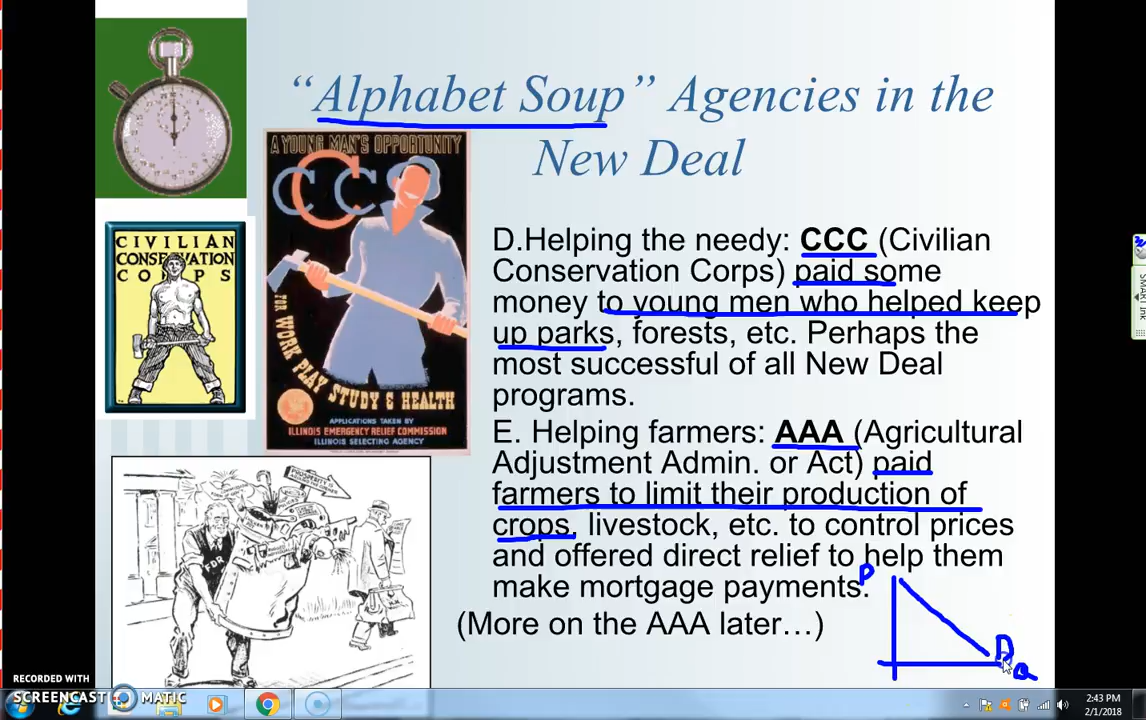 “Alphabet Soup” Agencies in the
New Deal
A YOUNG MAN'S OPPORTUNITY
CCC
FOR WORK PLAY STUDY & HEALTH
APPLICATIONS TAKEN BY
ILLINOIS EMERGENCY RELIEF COMMISSION
ILLINOIS SELECTING AGENCY
CIVILIAN
CONSERVATION
CORPS
D.Helping the needy: CCC (Civilian
Conservation Corps) paid some
money to young men who helped keep
up parks, forests, etc. Perhaps the
most successful of all New Deal
programs.
E. Helping farmers: AAA (Agricultural
Adjustment Admin. or Act) paid
farmers to limit their production of
crops, livestock, etc. to control prices
and offered direct relief to help them
make mortgage payments.
(More on the AAA later…)
P
D
Q
PROSPERITY
FDR
RECORDED WITH
SCREENCAST MATIC
2:43 PM
2/1/2018
SMART Ink